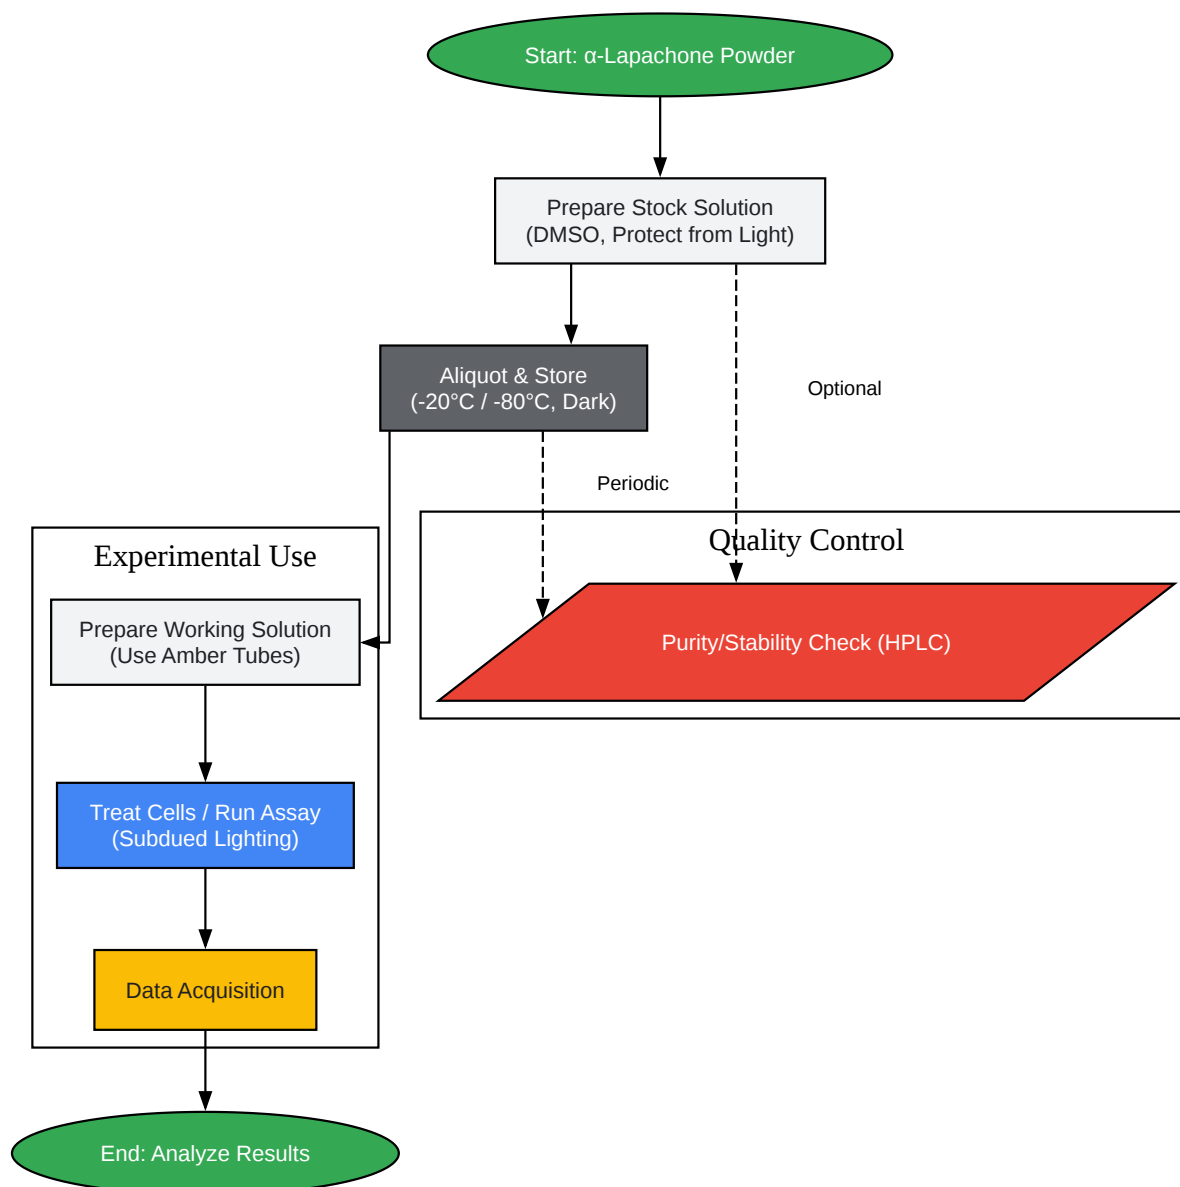 Start: α-Lapachone Powder
Prepare Stock Solution
(DMSO, Protect from Light)
Aliquot & Store
(-20°C / -80°C, Dark)
Optional
Periodic
Experimental Use
Quality Control
Prepare Working Solution
(Use Amber Tubes)
Purity/Stability Check (HPLC)
Treat Cells / Run Assay
(Subdued Lighting)
Data Acquisition
End: Analyze Results